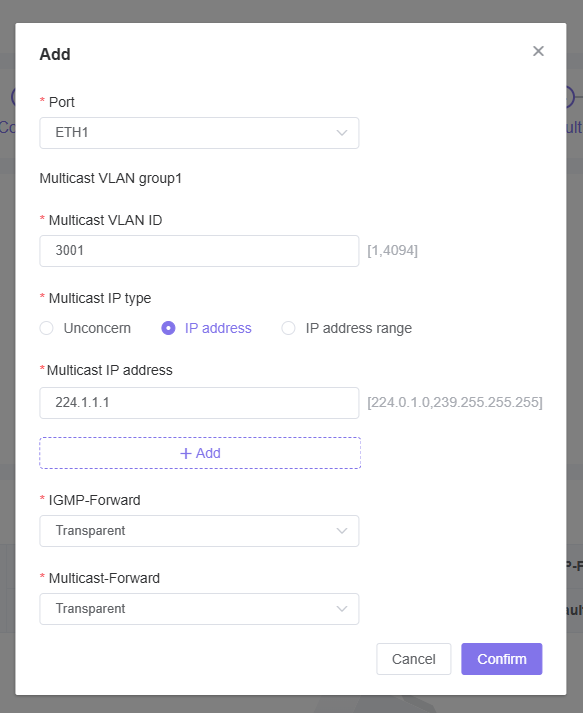 Add
* Port
ETH1
Multicast VLAN group1
* Multicast VLAN ID
3001 [1,4094]
* Multicast IP type
Unconcern IP address IP address range
*Multicast IP address
224.1.1.1 [224.0.1.0,239.255.255.255]
+ Add
* IGMP-Forward
Transparent
* Multicast-Forward
Transparent
Cancel Confirm